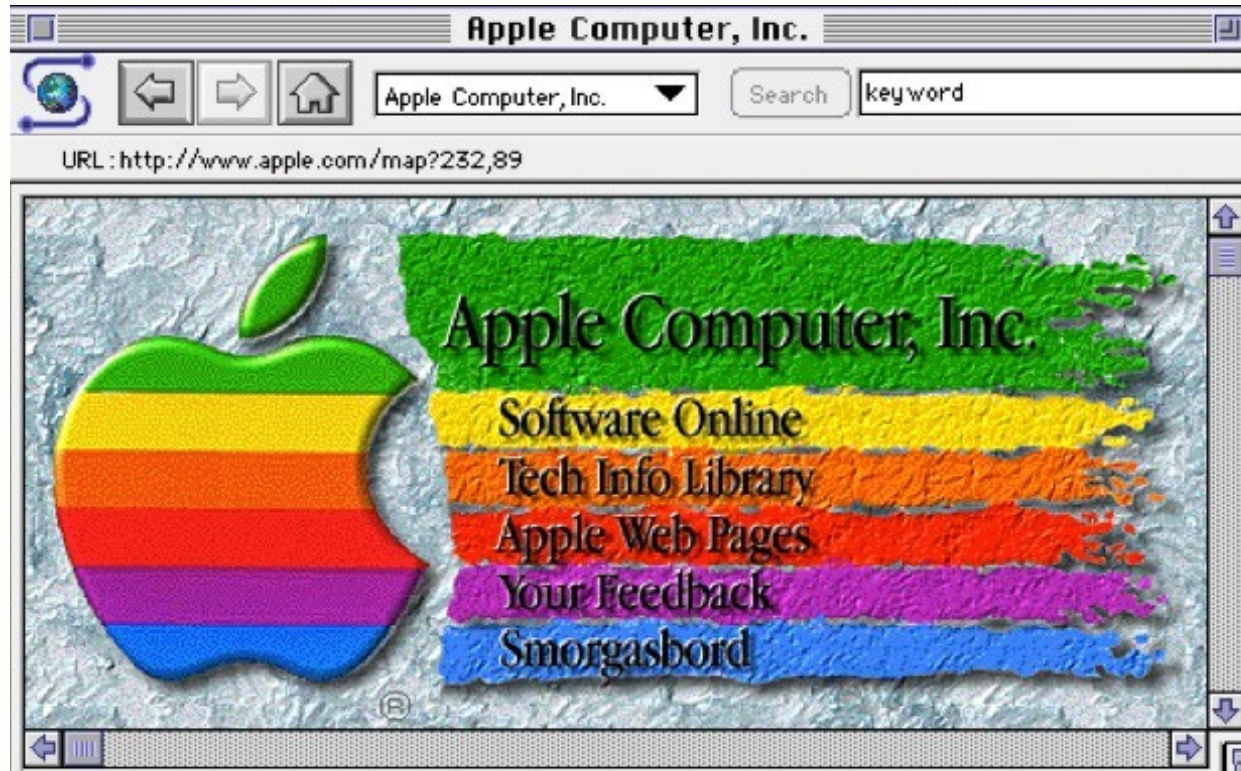 Apple Computer, Inc.
Apple Computer, Inc.
Search
keyword
URL:http://www.apple.com/map?232,89
Apple Computer, Inc.
Software Online
Tech Info Library
Apple Web Pages
Your Feedback
Smorgasbord
®